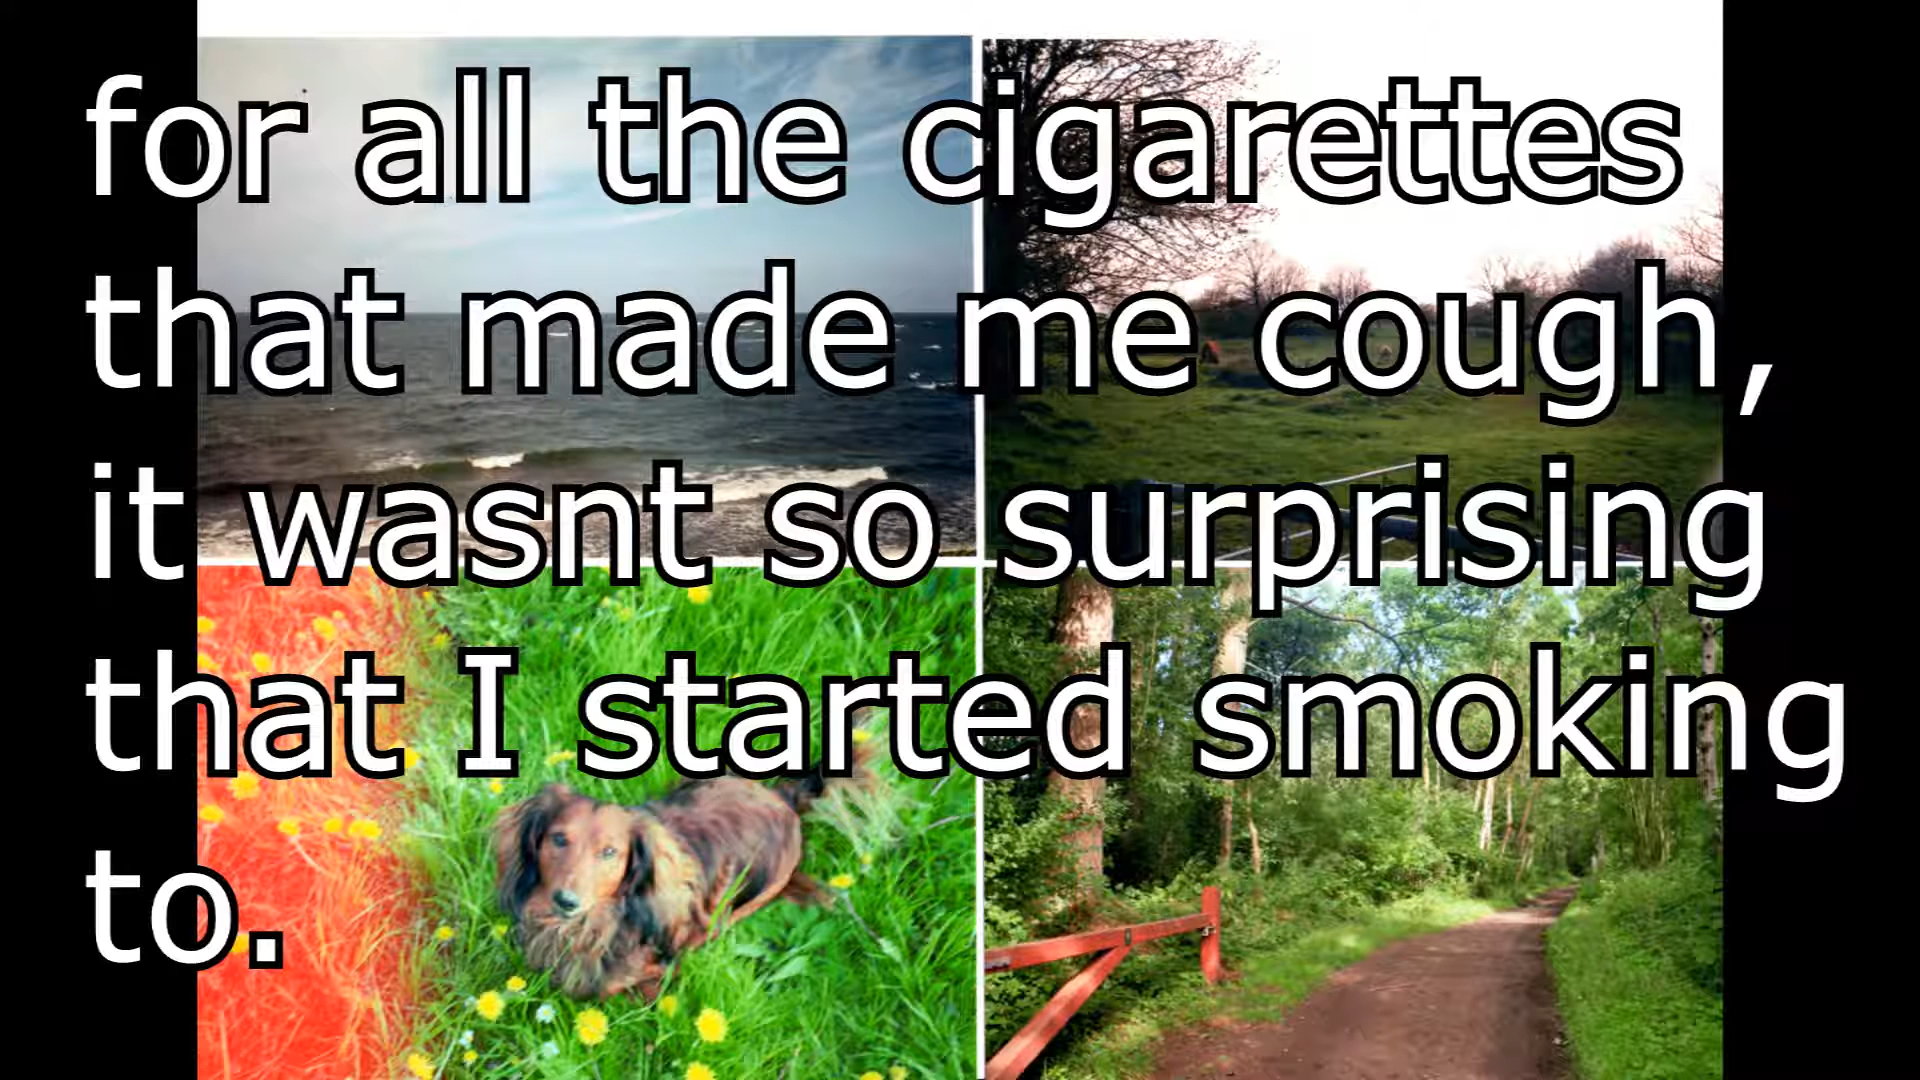 for all the cigarettes
that made me cough,
it wasnt so surprising
that I started smoking
to.